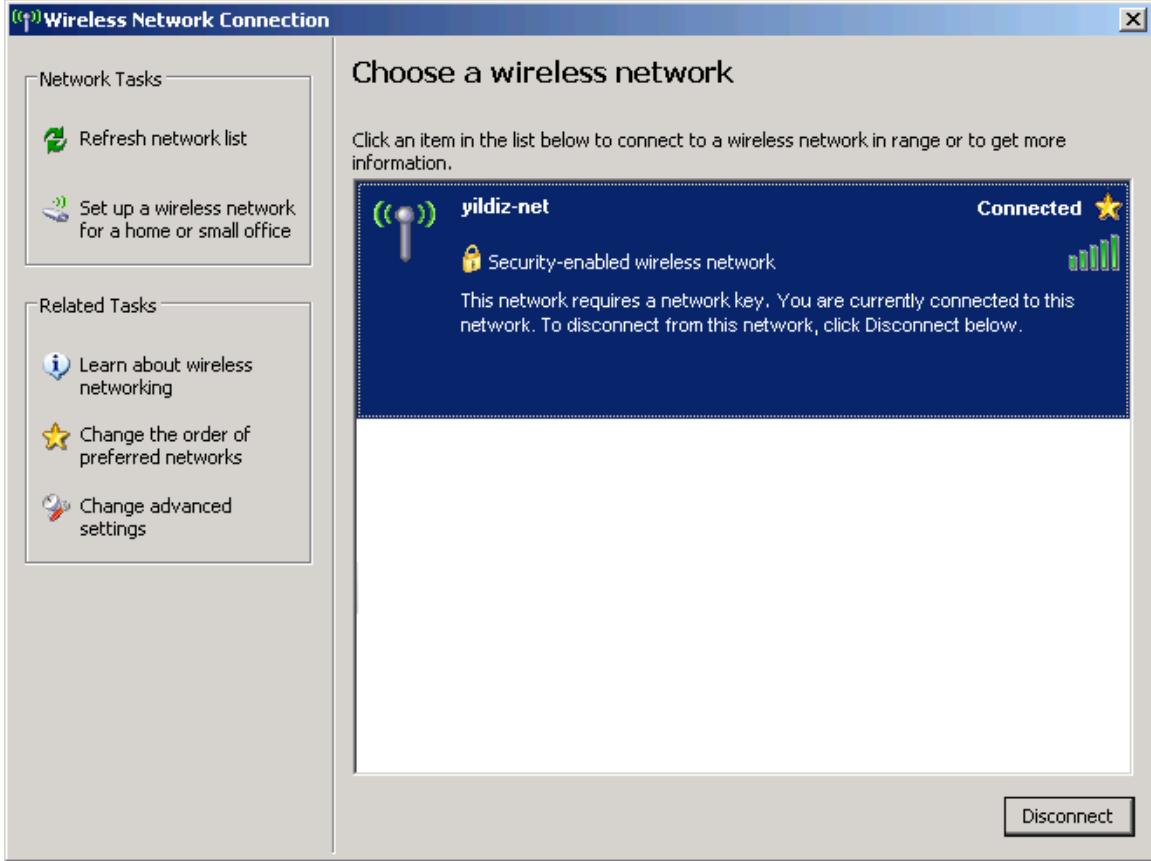 Wireless Network Connection
Network Tasks
Refresh network list
Set up a wireless network
for a home or small office
Related Tasks
Learn about wireless
networking
Change the order of
preferred networks
Change advanced
settings
Choose a wireless network
Click an item in the list below to connect to a wireless network in range or to get more
information.
yildiz-net
Connected
Security-enabled wireless network
This network requires a network key. You are currently connected to this
network. To disconnect from this network, click Disconnect below.
Disconnect